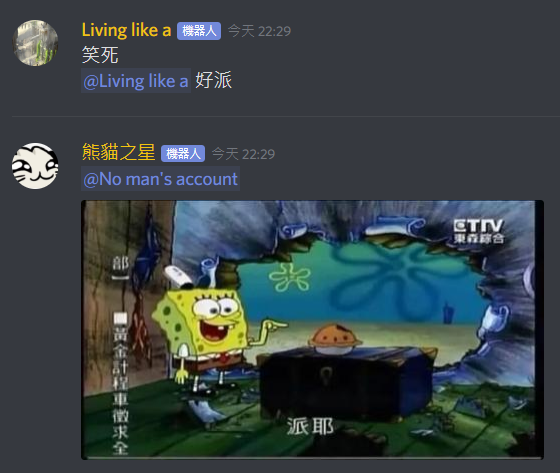 Living like a 機器人 今天 22:29
笑死
@Living like a 好派
熊貓之星 機器人 今天 22:29
@No man's account
ETTV
東森綜合
部
黃金計程車徵求全
派耶